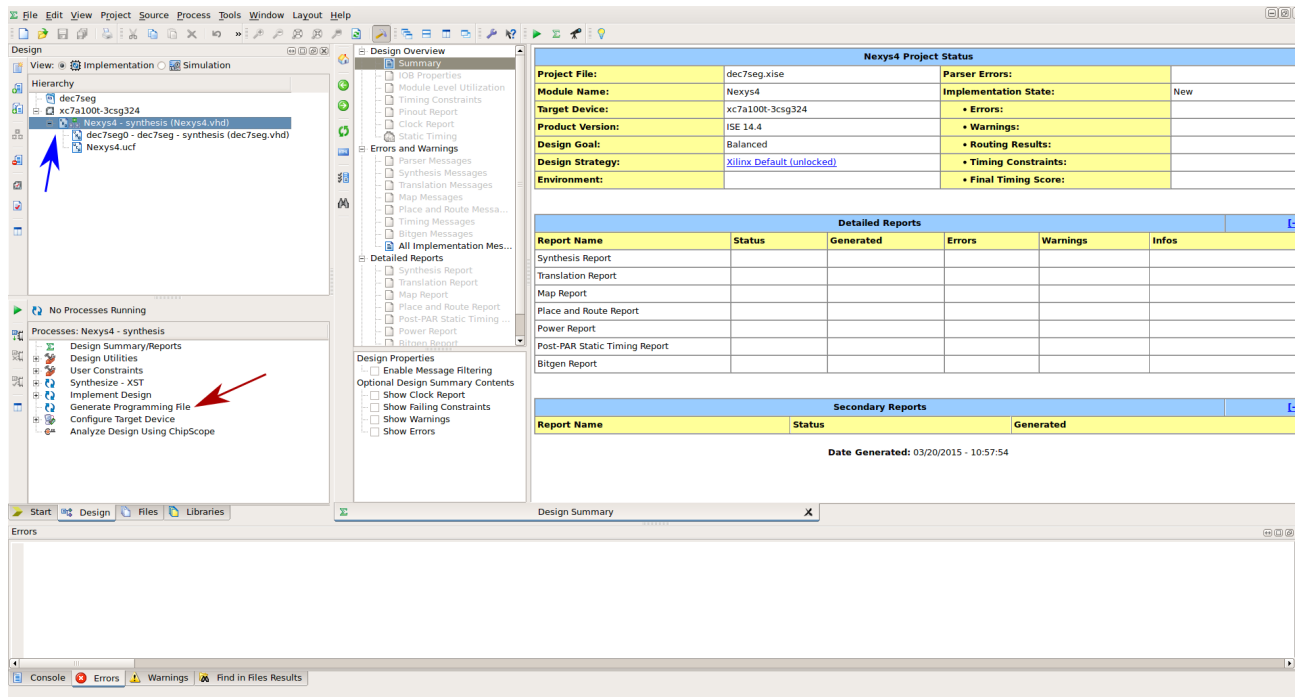 File Edit View Project Source Process Tools Window Layout Help
Design
View: Implementation Simulation
Hierarchy
dec7seg
xc7a100t-3csg324
Nexys4 - synthesis (Nexys4.vhd)
dec7seg0 - dec7seg - synthesis (dec7seg.vhd)
Nexys4.ucf
No Processes Running
Processes: Nexys4 - synthesis
Design Summary/Reports
Design Utilities
User Constraints
Synthesize - XST
Implement Design
Generate Programming File
Configure Target Device
Analyze Design Using ChipScope
Start Design Files Libraries
Design Overview
Summary
IOB Properties
Module Level Utilization
Timing Constraints
Pinout Report
Clock Report
Static Timing
Errors and Warnings
Parser Messages
Synthesis Messages
Translation Messages
Map Messages
Place and Route Messa...
Timing Messages
Bitgen Messages
All Implementation Mes...
Detailed Reports
Synthesis Report
Translation Report
Map Report
Place and Route Report
Post-PAR Static Timing ...
Power Report
Bitgen Report
Design Properties
Enable Message Filtering
Optional Design Summary Contents
Show Clock Report
Show Failing Constraints
Show Warnings
Show Errors
Nexys4 Project Status
Project File: dec7seg.xise Parser Errors:
Module Name: Nexys4 Implementation State: New
Target Device: xc7a100t-3csg324 • Errors:
Product Version: ISE 14.4 • Warnings:
Design Goal: Balanced • Routing Results:
Design Strategy: Xilinx Default (unlocked) • Timing Constraints:
Environment: • Final Timing Score:
Detailed Reports [-
Report Name Status Generated Errors Warnings Infos
Synthesis Report
Translation Report
Map Report
Place and Route Report
Power Report
Post-PAR Static Timing Report
Bitgen Report
Secondary Reports [-
Report Name Status Generated
Date Generated: 03/20/2015 - 10:57:54
Design Summary
Errors
Console Errors Warnings Find in Files Results